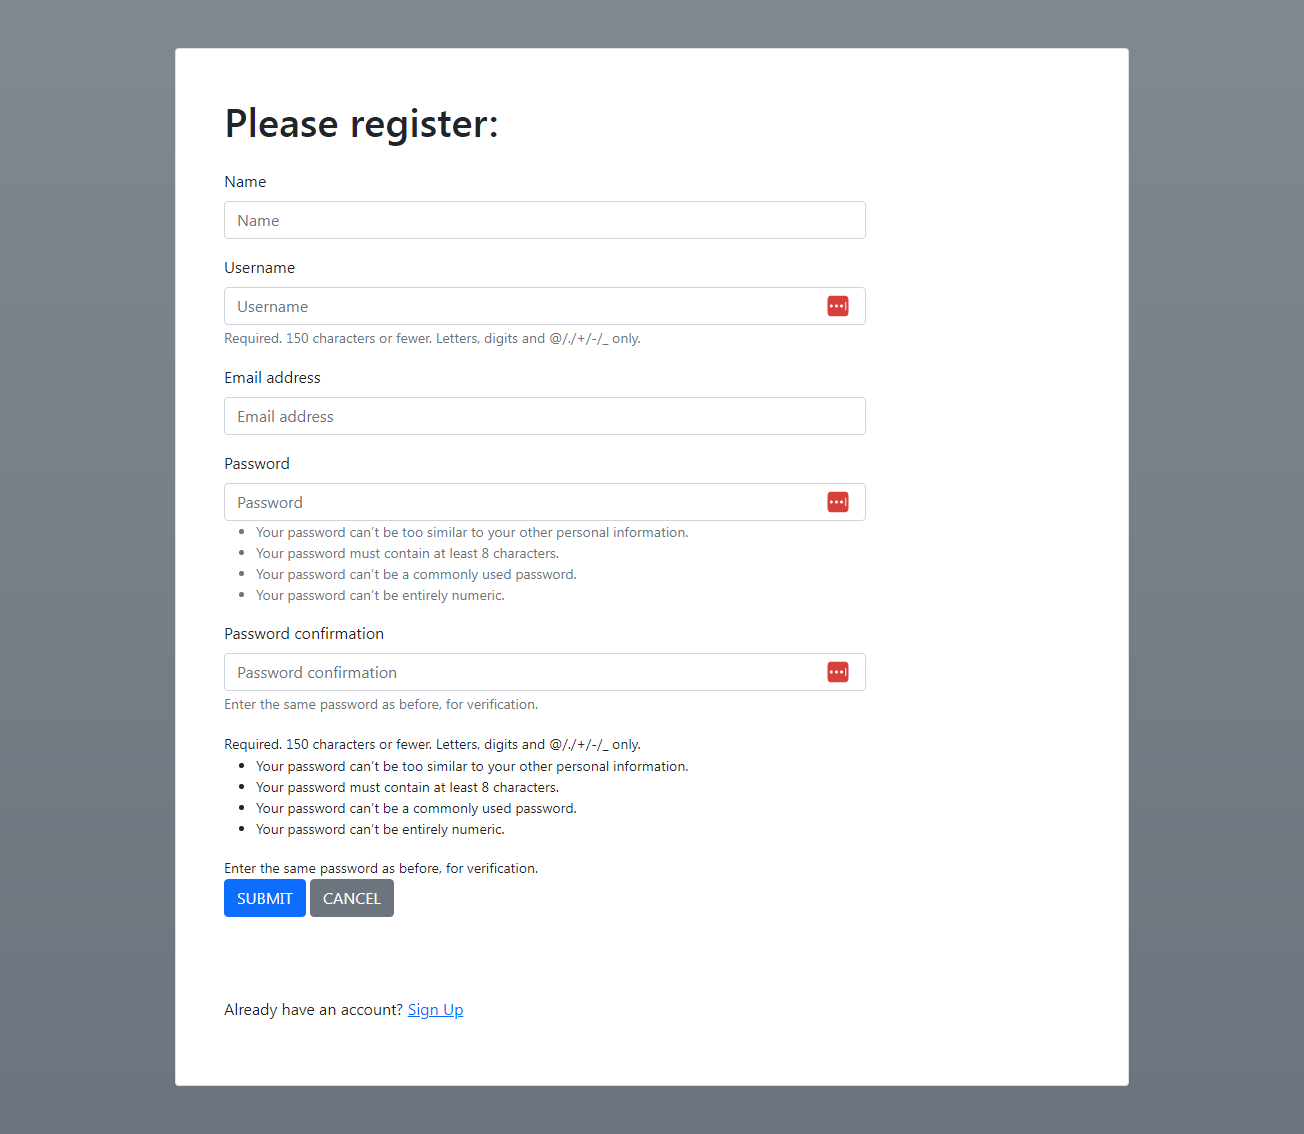 Please register:
Name
Name
Username
Username
Required. 150 characters or fewer. Letters, digits and @/./+/-/_ only.
Email address
Email address
Password
Password
Your password can't be too similar to your other personal information.
Your password must contain at least 8 characters.
Your password can't be a commonly used password.
Your password can't be entirely numeric.
Password confirmation
Password confirmation
Enter the same password as before, for verification.
Required. 150 characters or fewer. Letters, digits and @/./+/-/_ only.
Your password can't be too similar to your other personal information.
Your password must contain at least 8 characters.
Your password can't be a commonly used password.
Your password can't be entirely numeric.
Enter the same password as before, for verification.
SUBMIT CANCEL
Already have an account? Sign Up